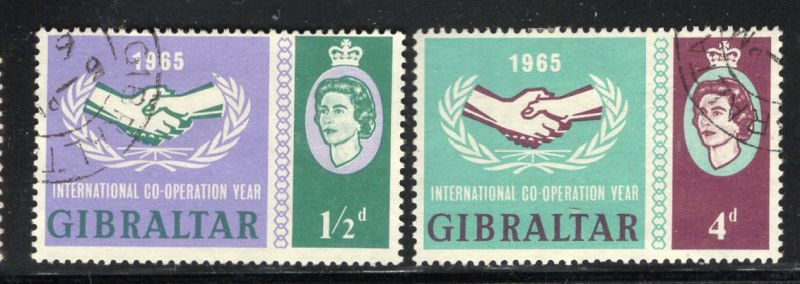 1965
INTERNATIONAL CO-OPERATION YEAR
GIBRALTAR
1/2d
1965
INTERNATIONAL CO-OPERATION YEAR
GIBRALTAR
4d